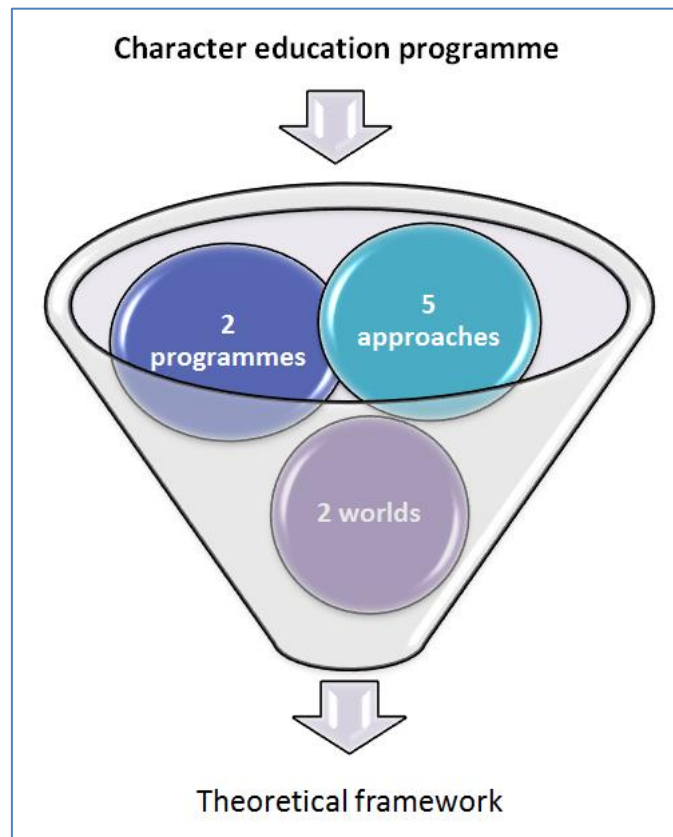 Character education programme
2
programmes
5
approaches
2 worlds
Theoretical framework